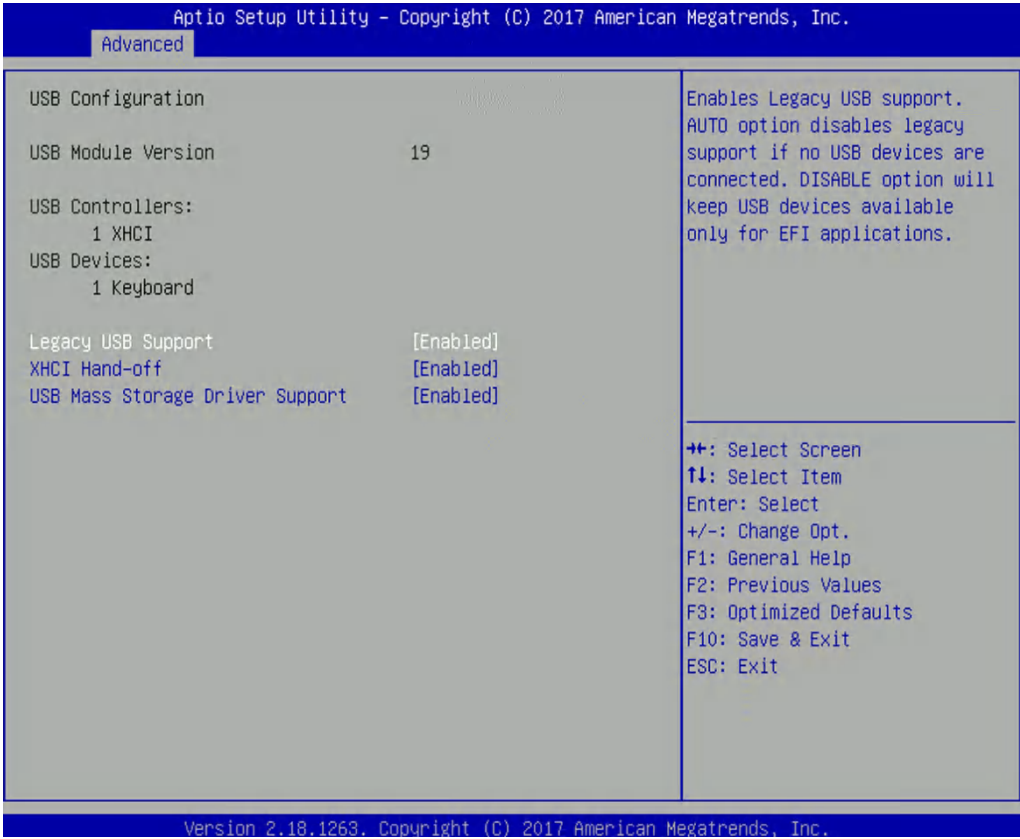 Aptio Setup Utility – Copyright (C) 2017 American Megatrends, Inc.
Advanced
USB Configuration
USB Module Version 19
USB Controllers:
1 XHCI
USB Devices:
1 Keyboard
Legacy USB Support [Enabled]
XHCI Hand-off [Enabled]
USB Mass Storage Driver Support [Enabled]
Enables Legacy USB support.
AUTO option disables legacy
support if no USB devices are
connected. DISABLE option will
keep USB devices available
only for EFI applications.
→←: Select Screen
↑↓: Select Item
Enter: Select
+/-: Change Opt.
F1: General Help
F2: Previous Values
F3: Optimized Defaults
F10: Save & Exit
ESC: Exit
Version 2.18.1263. Copyright (C) 2017 American Megatrends, Inc.